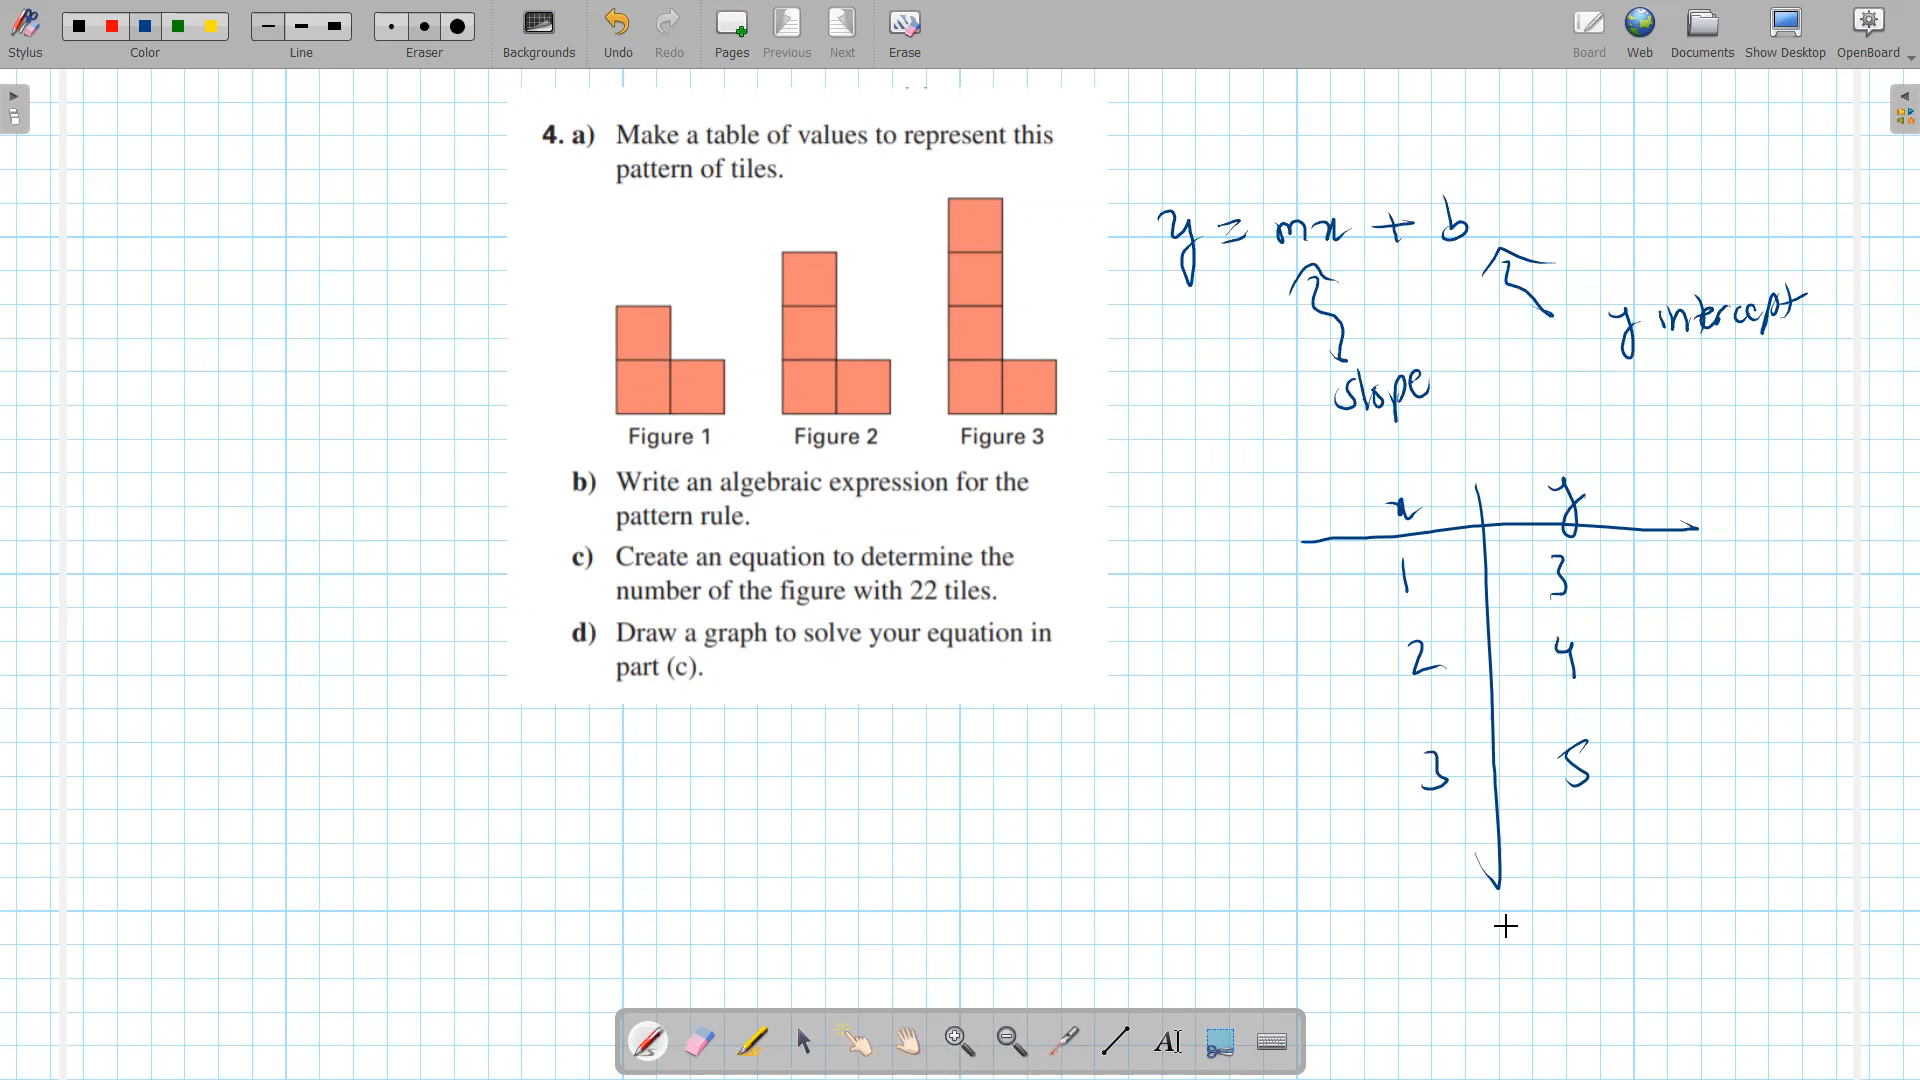 Stylus
Color
Line
Eraser
Backgrounds
Undo
Redo
Pages
Previous
Next
Erase
Board
Web
Documents
Show Desktop
OpenBoard
4. a) Make a table of values to represent this
pattern of tiles.
Figure 1 Figure 2 Figure 3
b) Write an algebraic expression for the
pattern rule.
c) Create an equation to determine the
number of the figure with 22 tiles.
d) Draw a graph to solve your equation in
part (c).
y = mx + b
y intercept
slope
x y
1 3
2 4
3 5